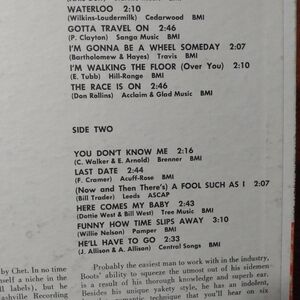 WATERLOO 2:10
(Wilkins-Loudermilk) Cedarwood BMI
GOTTA TRAVEL ON 2:46
(P. Clayton) Sanga Music BMI
I'M GONNA BE A WHEEL SOMEDAY 2:07
(Bartholomew & Hayes) Travis BMI
I'M WALKING THE FLOOR (Over You) 2:10
(E. Tubb) Hill-Range BMI
THE RACE IS ON 2:46
(Don Rollins) Acclaim & Glad Music BMI
SIDE TWO
YOU DON'T KNOW ME 2:16
(C. Walker & E. Arnold) Brenner BMI
LAST DATE 2:44
(F. Cramer) Acuff-Rose BMI
(Now and Then There's) A FOOL SUCH AS I 2:07
(Bill Trader) Leeds ASCAP
HERE COMES MY BABY 2:43
(Dottie West & Bill West) Tree Music BMI
FUNNY HOW TIME SLIPS AWAY 3:10
(Willie Nelson) Pamper BMI
HE'LL HAVE TO GO 2:33
(J. Allison & A. Allison) Central Songs BMI
by Chet. In no time
self a niche in the
ll labels), but he
ashville Recording
Probably the easiest man to work with in the industry,
Boots' ability to squeeze the utmost out of his sidemen
is a result of his thorough knowledge and superb ear.
Besides his unique yakety style, he has an indelent,
romantic technique that you'll hear on six